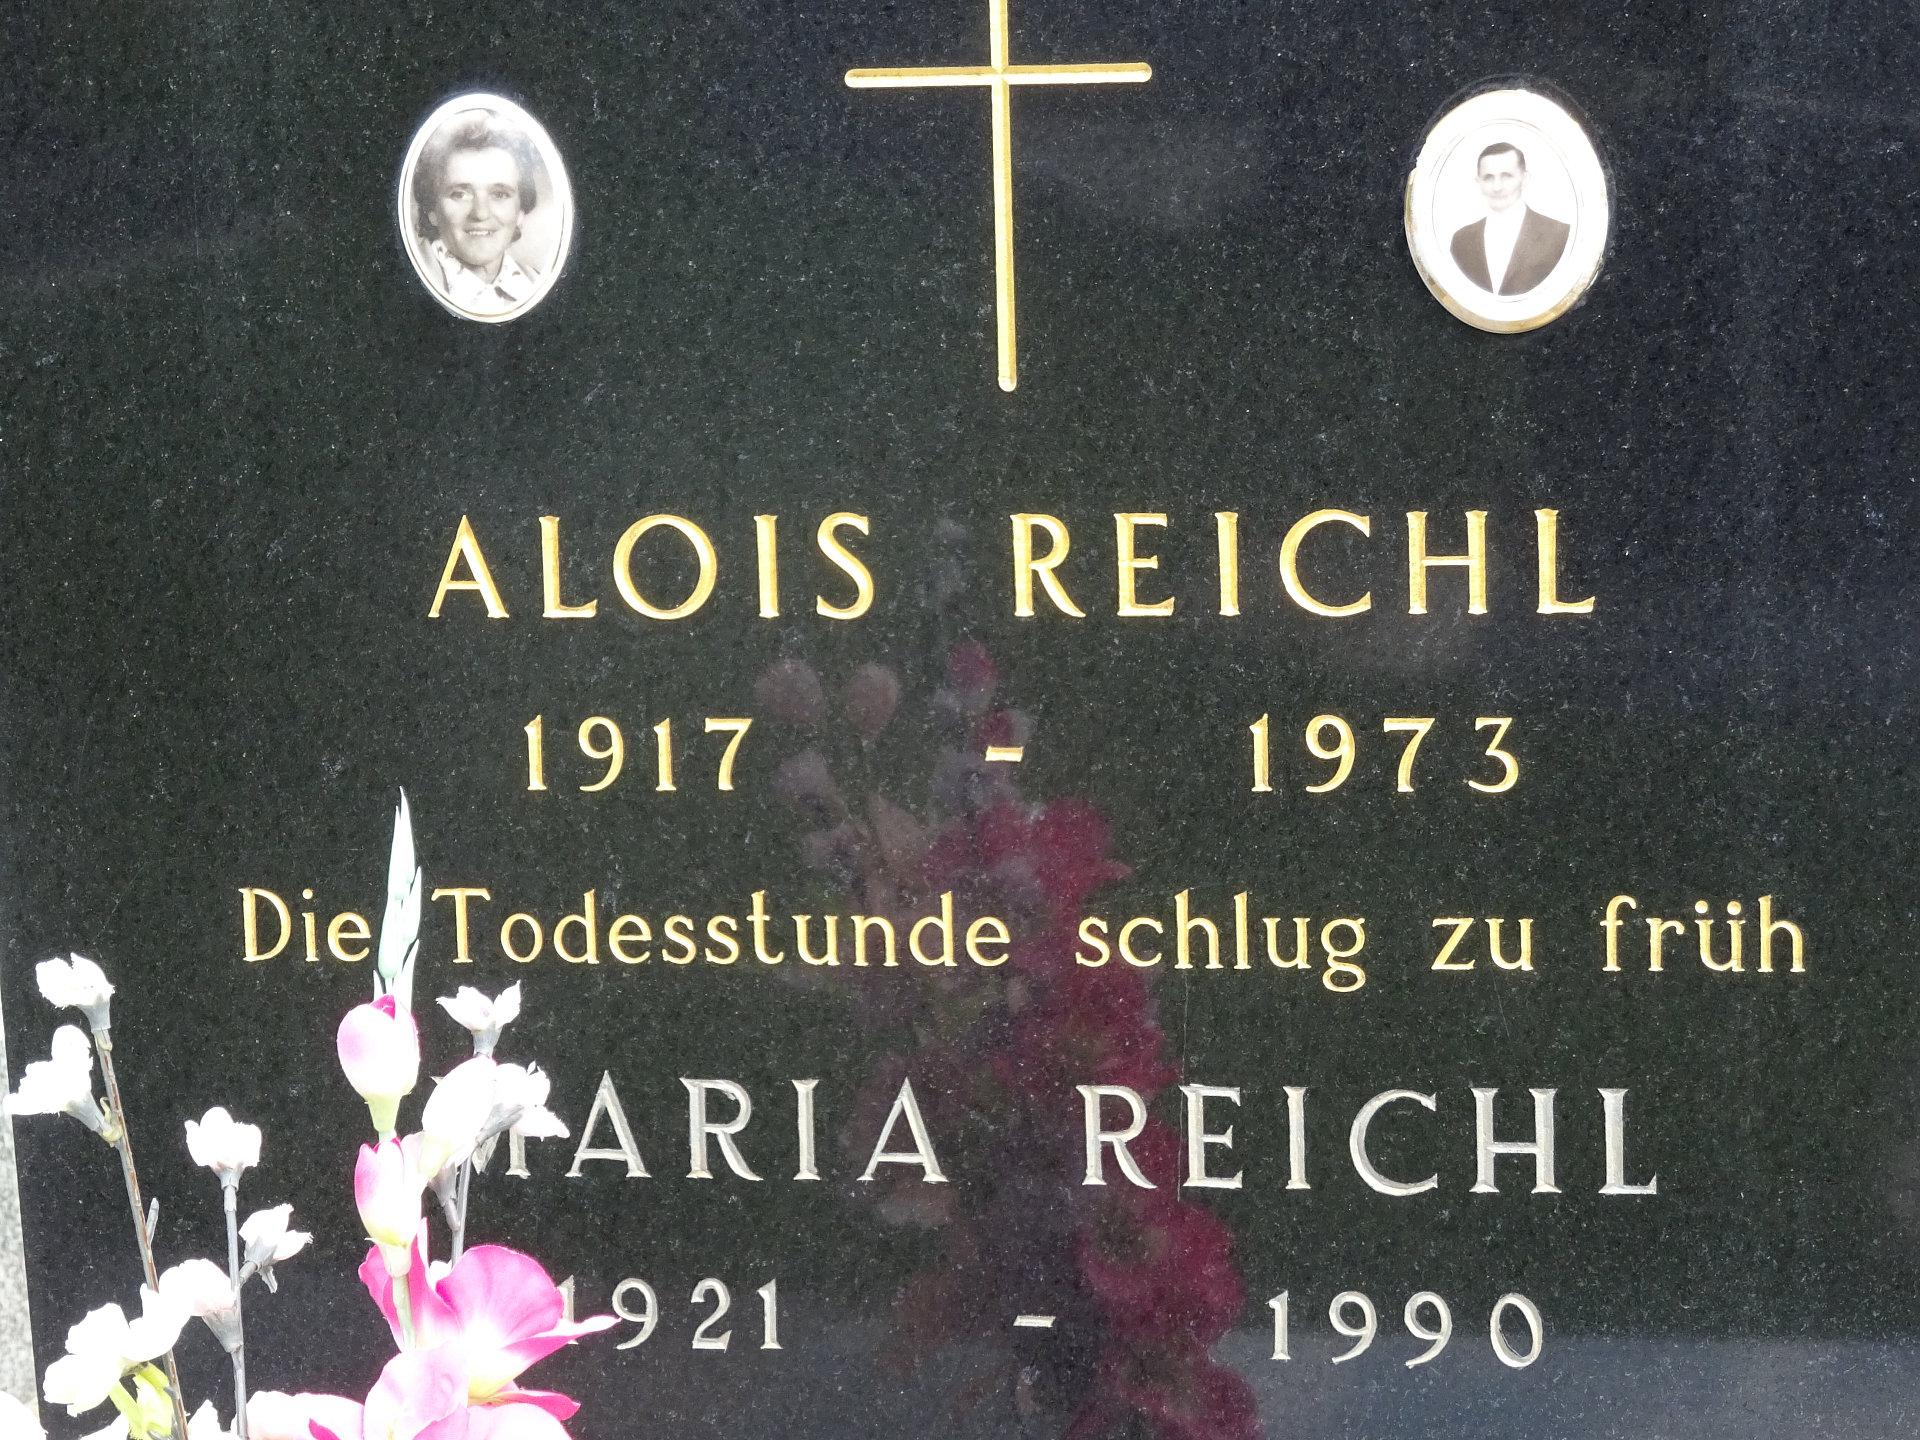 ALOIS REICHL
1917 - 1973
Die Todesstunde schlug zu früh
MARIA REICHL
1921 - 1990